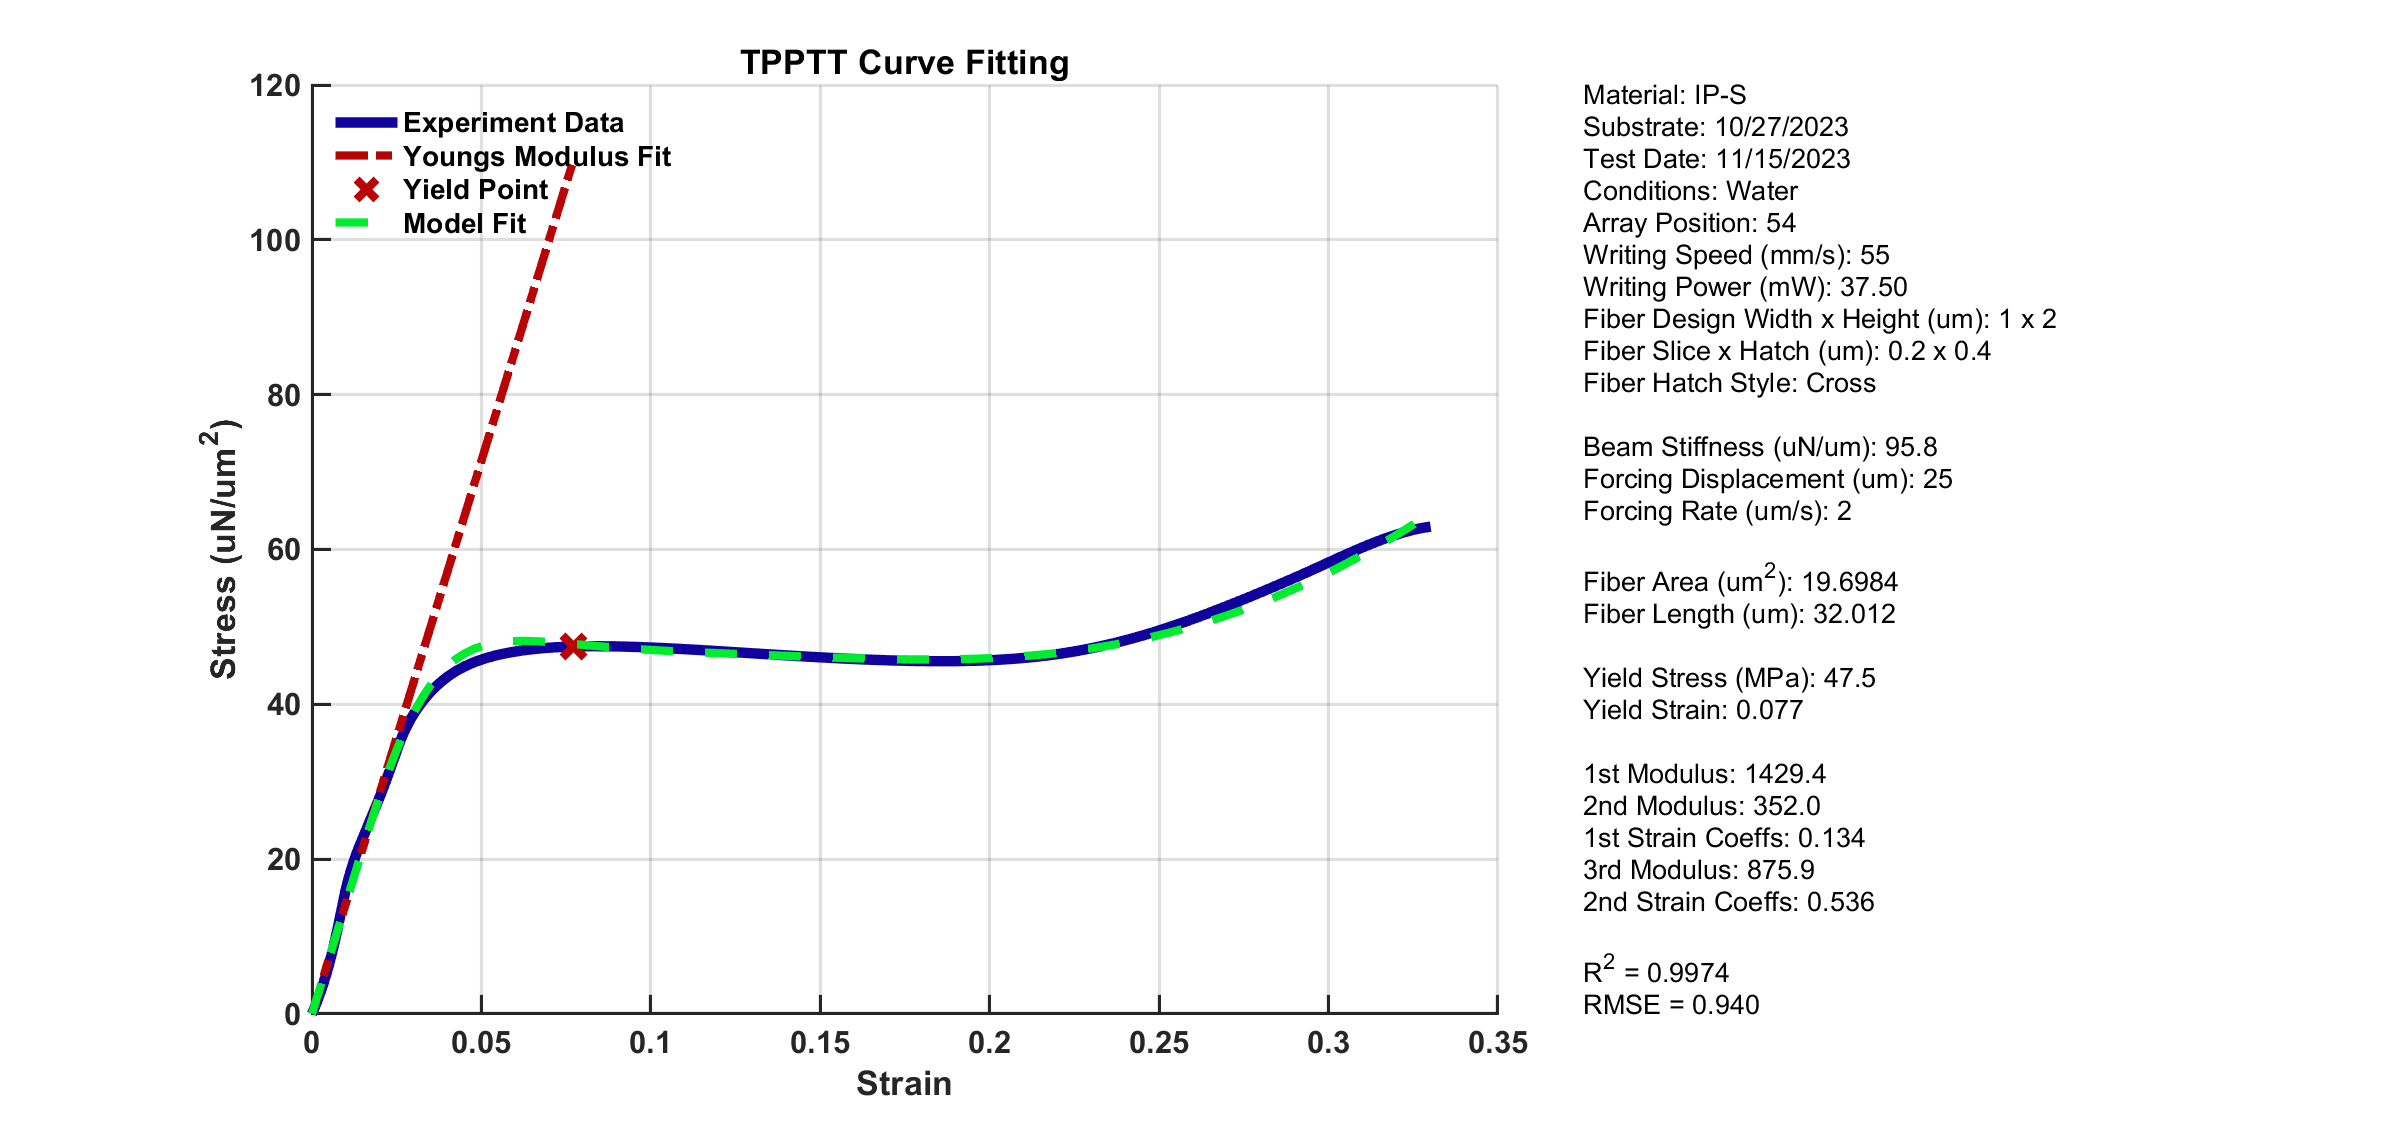 TPPTT Curve Fitting
120
100
80
60
40
20
0
Stress (uN/um²)
Experiment Data
Youngs Modulus Fit
Yield Point
Model Fit
0 0.05 0.1 0.15 0.2 0.25 0.3 0.35
Strain
Material: IP-S
Substrate: 10/27/2023
Test Date: 11/15/2023
Conditions: Water
Array Position: 54
Writing Speed (mm/s): 55
Writing Power (mW): 37.50
Fiber Design Width x Height (um): 1 x 2
Fiber Slice x Hatch (um): 0.2 x 0.4
Fiber Hatch Style: Cross
Beam Stiffness (uN/um): 95.8
Forcing Displacement (um): 25
Forcing Rate (um/s): 2
Fiber Area (um²): 19.6984
Fiber Length (um): 32.012
Yield Stress (MPa): 47.5
Yield Strain: 0.077
1st Modulus: 1429.4
2nd Modulus: 352.0
1st Strain Coeffs: 0.134
3rd Modulus: 875.9
2nd Strain Coeffs: 0.536
R² = 0.9974
RMSE = 0.940